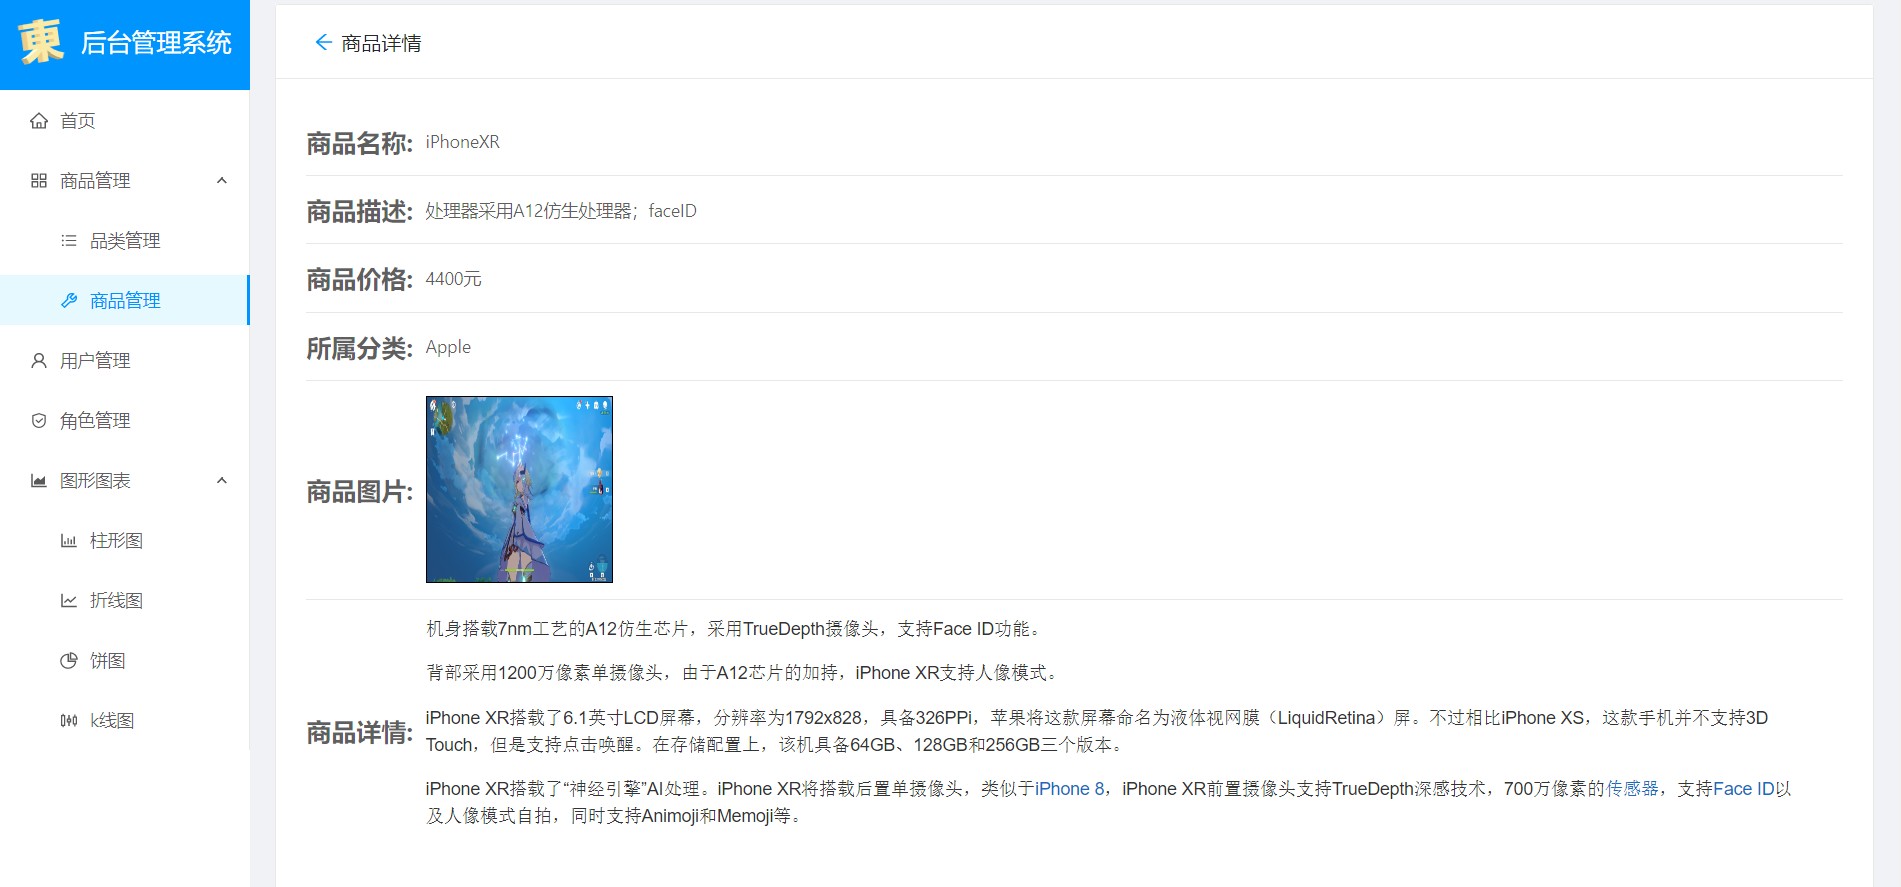 東 后台管理系统
首页
商品管理
品类管理
商品管理
用户管理
角色管理
图形图表
柱形图
折线图
饼图
k线图
商品详情
商品名称: iPhoneXR
商品描述: 处理器采用A12仿生处理器；faceID
商品价格: 4400元
所属分类: Apple
商品图片:
商品详情:
机身搭载7nm工艺的A12仿生芯片，采用TrueDepth摄像头，支持Face ID功能。
背部采用1200万像素单摄像头，由于A12芯片的加持，iPhone XR支持人像模式。
iPhone XR搭载了6.1英寸LCD屏幕，分辨率为1792x828，具备326PPi，苹果将这款屏幕命名为液体视网膜（LiquidRetina）屏。不过相比iPhone XS，这款手机并不支持3D
Touch，但是支持点击唤醒。在存储配置上，该机具备64GB、128GB和256GB三个版本。
iPhone XR搭载了“神经引擎”AI处理。iPhone XR将搭载后置单摄像头，类似于iPhone 8，iPhone XR前置摄像头支持TrueDepth深感技术，700万像素的传感器，支持Face ID以
及人像模式自拍，同时支持Animoji和Memoji等。